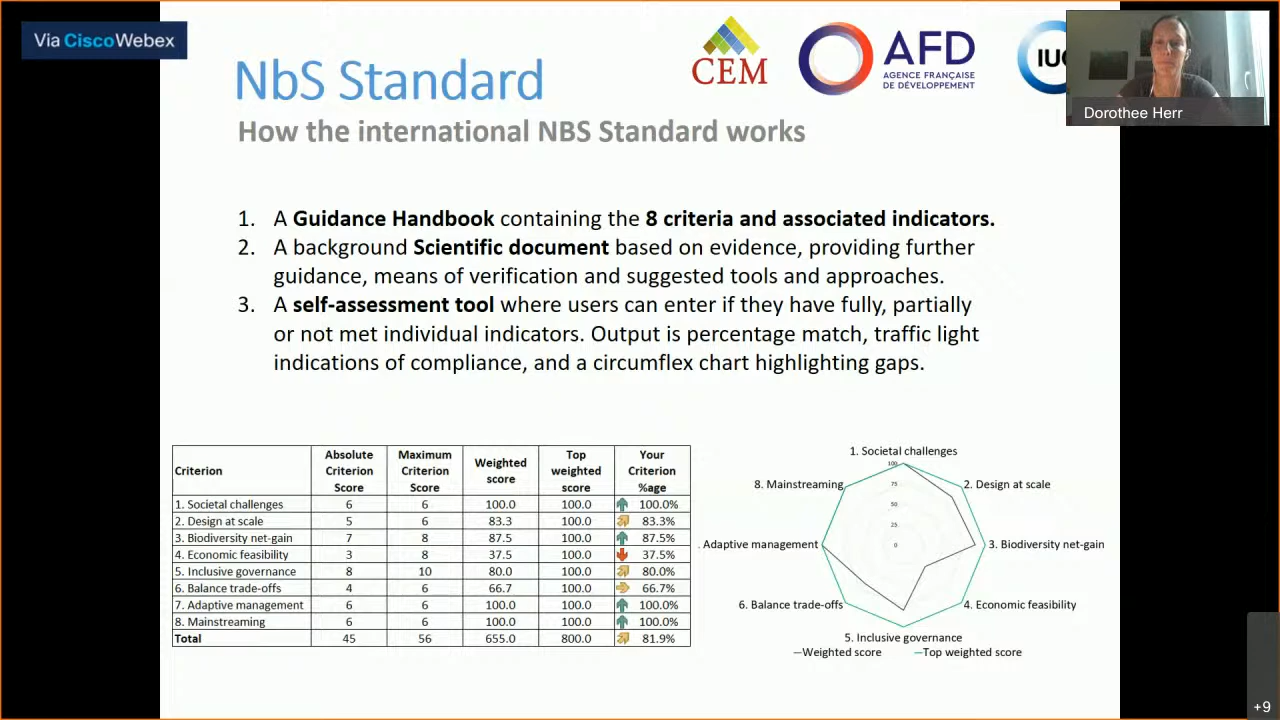 Via CiscoWebex
CEM
AFD
AGENCE FRANÇAISE
DE DÉVELOPPEMENT
IUC
Dorothee Herr
NbS Standard
How the international NBS Standard works
1. A Guidance Handbook containing the 8 criteria and associated indicators.
2. A background Scientific document based on evidence, providing further
guidance, means of verification and suggested tools and approaches.
3. A self-assessment tool where users can enter if they have fully, partially
or not met individual indicators. Output is percentage match, traffic light
indications of compliance, and a circumflex chart highlighting gaps.
Criterion Absolute Criterion Score Maximum Criterion Score Weighted score Top weighted score Your Criterion %age
1. Societal challenges 6 6 100.0 100.0 100.0%
2. Design at scale 5 6 83.3 100.0 83.3%
3. Biodiversity net-gain 7 8 87.5 100.0 87.5%
4. Economic feasibility 3 8 37.5 100.0 37.5%
5. Inclusive governance 8 10 80.0 100.0 80.0%
6. Balance trade-offs 4 6 66.7 100.0 66.7%
7. Adaptive management 6 6 100.0 100.0 100.0%
8. Mainstreaming 6 6 100.0 100.0 100.0%
Total 45 56 655.0 800.0 81.9%
1. Societal challenges
100
8. Mainstreaming
75
2. Design at scale
50
25
. Adaptive management
0
3. Biodiversity net-gain
6. Balance trade-offs
4. Economic feasibility
5. Inclusive governance
Weighted score
Top weighted score
+9